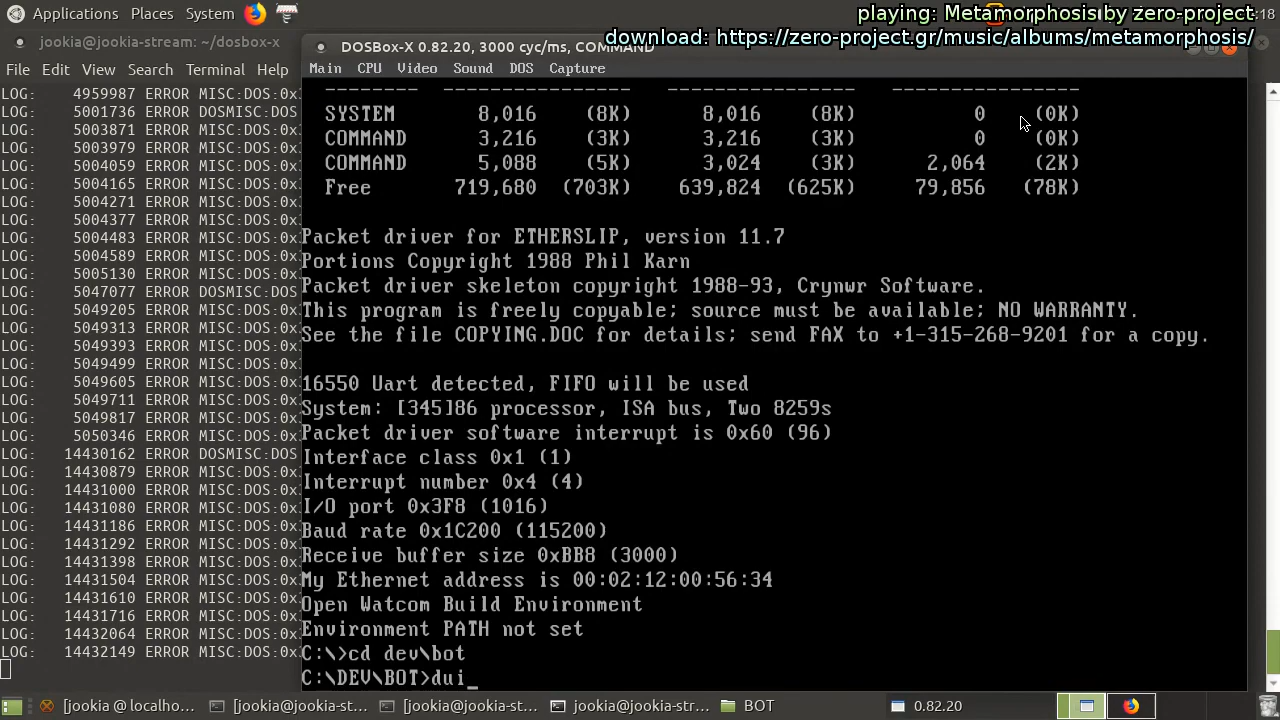 Applications Places System
playing: Metamorphosis by zero-project
:18
download: https://zero-project.gr/music/albums/metamorphosis/
jookia@jookia-stream: ~/dosbox-x
File Edit View Search Terminal Help
LOG: 4959987 ERROR MISC:DOS:0x
LOG: 5001736 ERROR DOSMISC:DOS
LOG: 5003871 ERROR MISC:DOS:0x
LOG: 5003979 ERROR MISC:DOS:0x
LOG: 5004059 ERROR MISC:DOS:0x
LOG: 5004165 ERROR MISC:DOS:0x
LOG: 5004271 ERROR MISC:DOS:0x
LOG: 5004377 ERROR MISC:DOS:0x
LOG: 5004483 ERROR MISC:DOS:0x
LOG: 5004589 ERROR MISC:DOS:0x
LOG: 5005130 ERROR MISC:DOS:0x
LOG: 5047077 ERROR DOSMISC:DOS
LOG: 5049205 ERROR MISC:DOS:0x
LOG: 5049313 ERROR MISC:DOS:0x
LOG: 5049393 ERROR MISC:DOS:0x
LOG: 5049499 ERROR MISC:DOS:0x
LOG: 5049605 ERROR MISC:DOS:0x
LOG: 5049711 ERROR MISC:DOS:0x
LOG: 5049817 ERROR MISC:DOS:0x
LOG: 5050346 ERROR MISC:DOS:0x
LOG: 14430162 ERROR DOSMISC:DOS
LOG: 14430879 ERROR MISC:DOS:0x
LOG: 14431000 ERROR MISC:DOS:0x
LOG: 14431080 ERROR MISC:DOS:0x
LOG: 14431186 ERROR MISC:DOS:0x
LOG: 14431292 ERROR MISC:DOS:0x
LOG: 14431398 ERROR MISC:DOS:0x
LOG: 14431504 ERROR MISC:DOS:0x
LOG: 14431610 ERROR MISC:DOS:0x
LOG: 14431716 ERROR MISC:DOS:0x
LOG: 14432064 ERROR MISC:DOS:0x
LOG: 14432149 ERROR MISC:DOS:0x
DOSBox-X 0.82.20, 3000 cyc/ms, COMMAND
Main CPU Video Sound DOS Capture
-------- ---------------- ---------------- ----------------
SYSTEM 8,016 (8K) 8,016 (8K) 0 (0K)
COMMAND 3,216 (3K) 3,216 (3K) 0 (0K)
COMMAND 5,088 (5K) 3,024 (3K) 2,064 (2K)
Free 719,680 (703K) 639,824 (625K) 79,856 (78K)
Packet driver for ETHERSLIP, version 11.7
Portions Copyright 1988 Phil Karn
Packet driver skeleton copyright 1988-93, Crynwr Software.
This program is freely copyable; source must be available; NO WARRANTY.
See the file COPYING.DOC for details; send FAX to +1-315-268-9201 for a copy.
16550 Uart detected, FIFO will be used
System: [345]86 processor, ISA bus, Two 8259s
Packet driver software interrupt is 0x60 (96)
Interface class 0x1 (1)
Interrupt number 0x4 (4)
I/O port 0x3F8 (1016)
Baud rate 0x1C200 (115200)
Receive buffer size 0xBB8 (3000)
My Ethernet address is 00:02:12:00:56:34
Open Watcom Build Environment
Environment PATH not set
C:\>cd dev\bot
C:\DEV\BOT>dui_
[jookia @ localho... [jookia@jookia-st... [jookia@jookia-st... [jookia@jookia-str... BOT 0.82.20